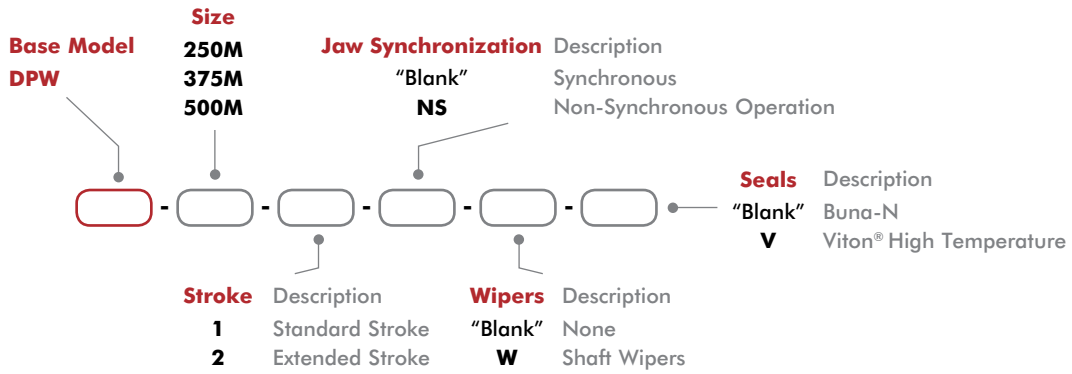 Size
Base Model 250M Jaw Synchronization Description
DPW 375M “Blank” Synchronous
500M NS Non-Synchronous Operation
Seals Description
- - - - -
“Blank” Buna-N
V Viton® High Temperature
Stroke Description Wipers Description
1 Standard Stroke “Blank” None
2 Extended Stroke W Shaft Wipers